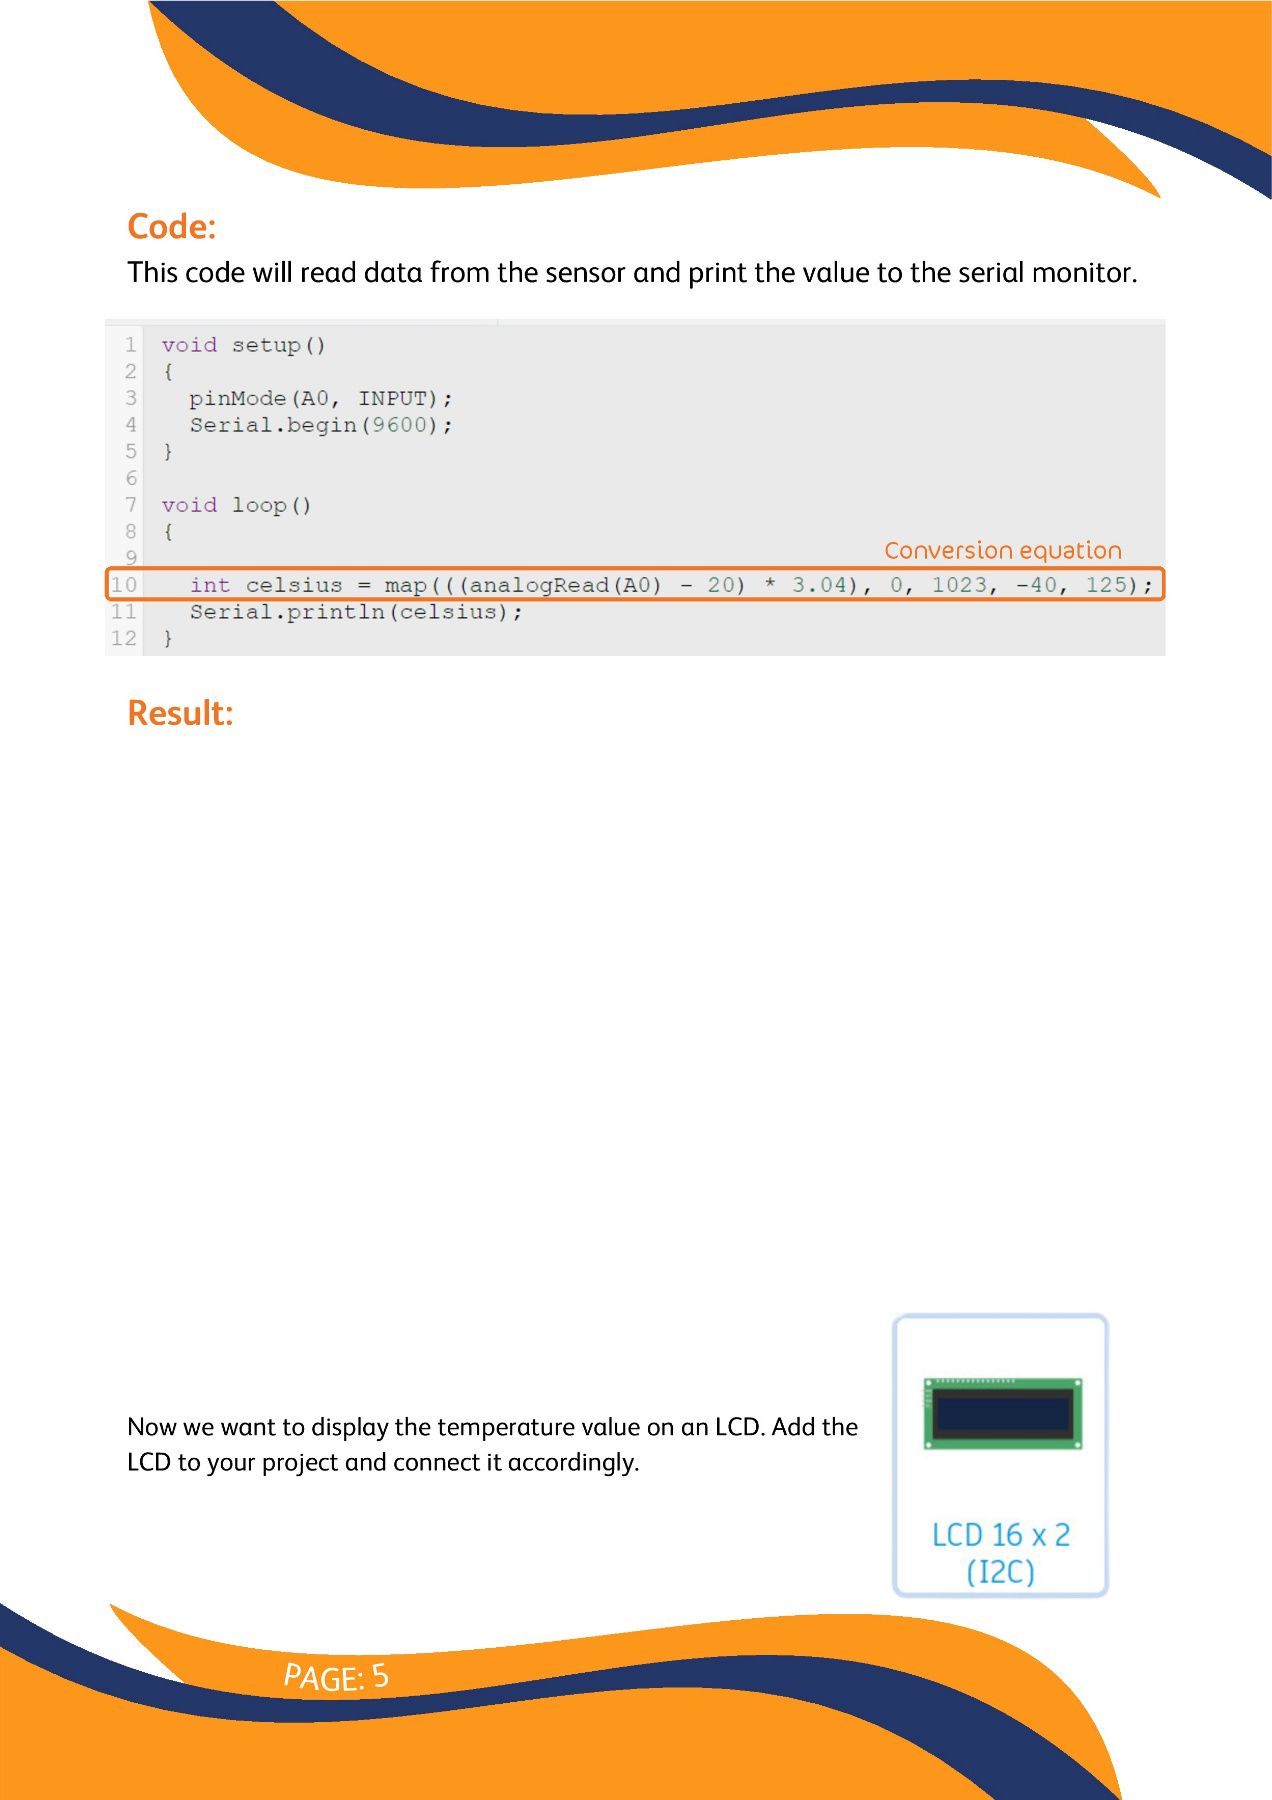 Code:
This code will read data from the sensor and print the value to the serial monitor.
1 void setup()
2 {
3   pinMode(A0, INPUT);
4   Serial.begin(9600);
5 }
6
7 void loop()
8 {
Conversion equation
9
10   int celsius = map(((analogRead(A0) - 20) * 3.04), 0, 1023, -40, 125);
11   Serial.println(celsius);
12 }
Result:
Now we want to display the temperature value on an LCD. Add the
LCD to your project and connect it accordingly.
LCD 16 x 2
(I2C)
PAGE: 5